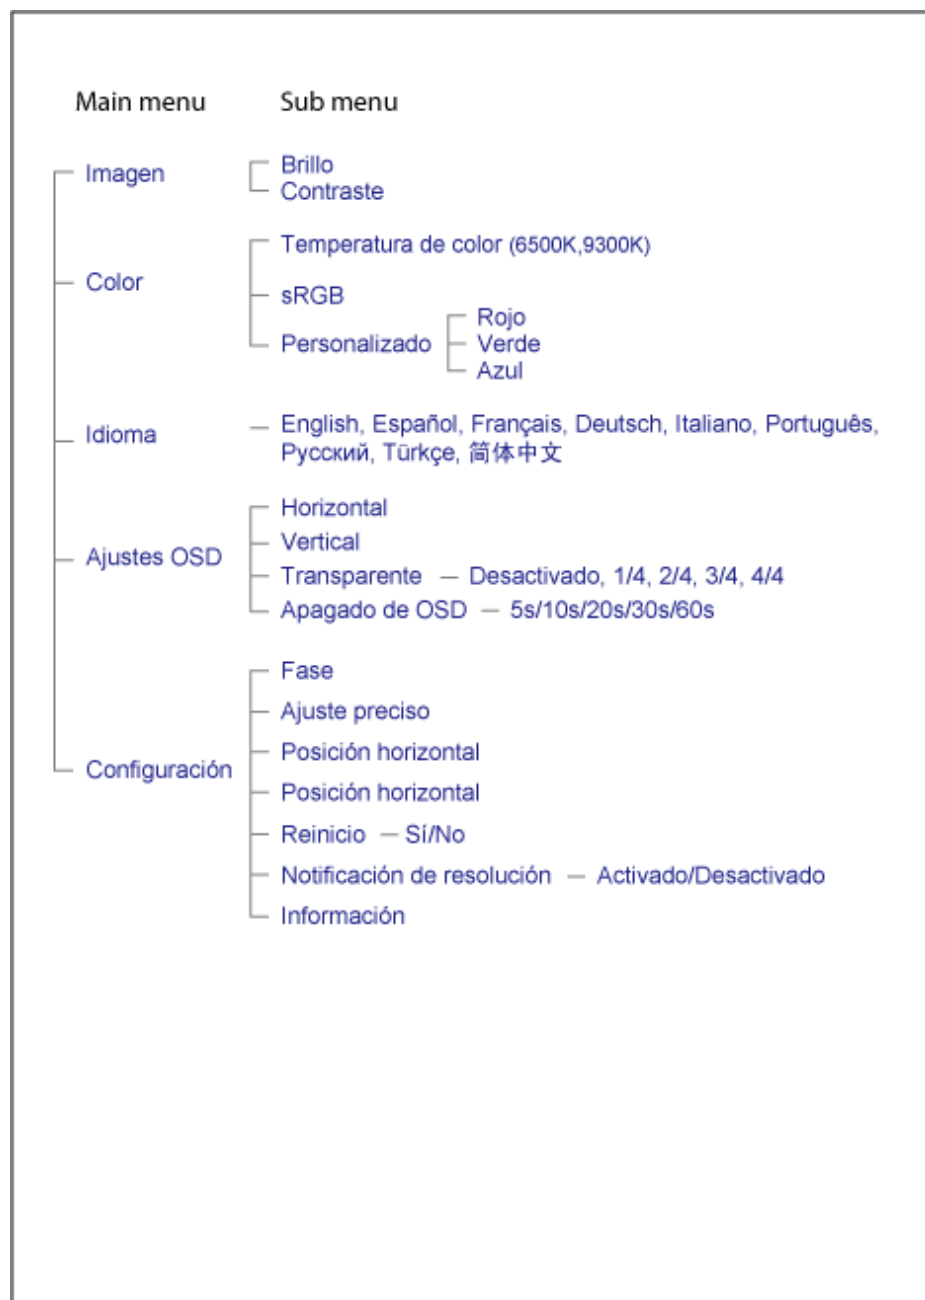 Main menu Sub menu
Imagen
Brillo
Contraste
Color
Temperatura de color (6500K,9300K)
sRGB
Personalizado
Rojo
Verde
Azul
Idioma
English, Español, Français, Deutsch, Italiano, Português,
Русский, Türkçe, 简体中文
Ajustes OSD
Horizontal
Vertical
Transparente — Desactivado, 1/4, 2/4, 3/4, 4/4
Apagado de OSD — 5s/10s/20s/30s/60s
Configuración
Fase
Ajuste preciso
Posición horizontal
Posición horizontal
Reinicio — Sí/No
Notificación de resolución — Activado/Desactivado
Información